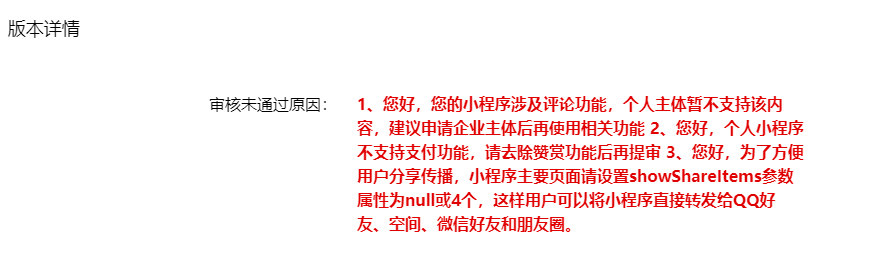 版本详情
审核未通过原因：
1、您好，您的小程序涉及评论功能，个人主体暂不支持该内
容，建议申请企业主体后再使用相关功能 2、您好，个人小程序
不支持支付功能，请去除赞赏功能后再提审 3、您好，为了方便
用户分享传播，小程序主要页面请设置showShareItems参数
属性为null或4个，这样用户可以将小程序直接转发给QQ好
友、空间、微信好友和朋友圈。